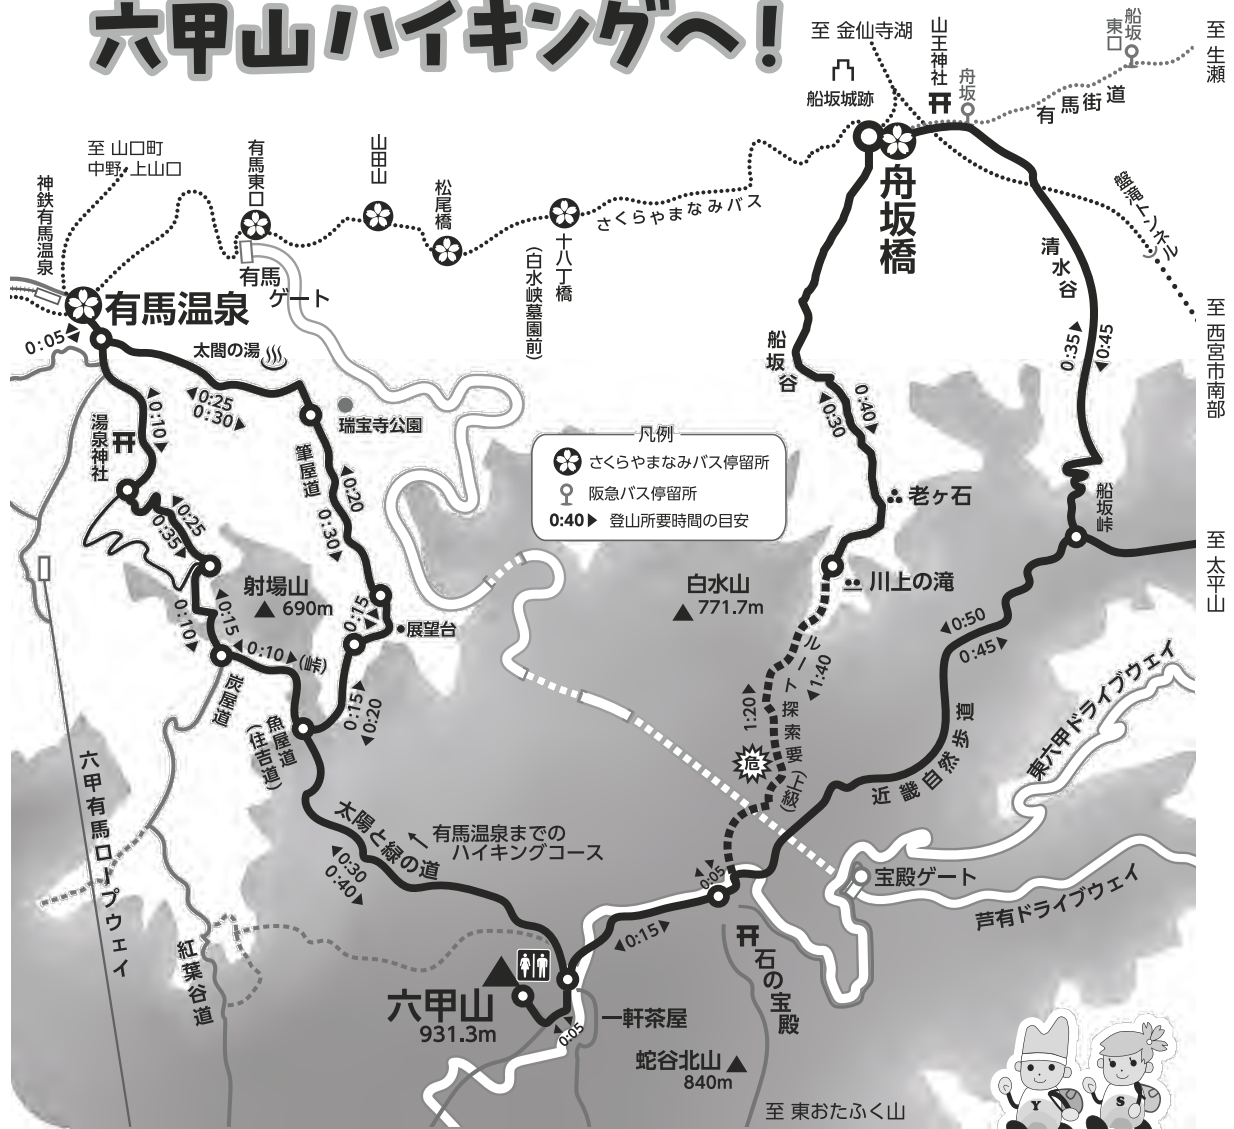 六甲山ハイキングへ！
至 金仙寺湖
山王神社
船坂東口
至 生瀬
舟坂
船坂城跡
有馬街道
至 山口町
中野・上山口
有馬東口
山田山
松尾橋
神鉄有馬温泉
さくらやまなみバス
舟坂橋
盤滝トンネル
十八丁橋
(白水峡墓園前)
有馬
ゲート
清水谷
有馬温泉
0:05
太閤の湯
0:25
0:30
0:10
湯泉神社
瑞宝寺公園
船坂谷
0:35
0:45
至 西宮市南部
0:40
0:30
凡例
さくらやまなみバス停留所
阪急バス停留所
0:40 登山所要時間の目安
筆屋道
0:20
0:30
0:25
0:35
老ヶ石
船坂峠
至 太平山
射場山
690m
白水山
771.7m
川上の滝
0:15
0:10
0:15
展望台
0:10
(峠)
0:50
0:45
炭屋道
魚屋道
(住吉道)
0:15
0:20
ルート探索要(上級)
1:40
1:20
危
近畿自然歩道
東六甲ドライブウェイ
六甲有馬ロープウェイ
太陽と緑の道
有馬温泉までの
ハイキングコース
0:30
0:40
0:05
宝殿ゲート
芦有ドライブウェイ
0:15
石の宝殿
紅葉谷道
六甲山
931.3m
一軒茶屋
0:05
蛇谷北山
840m
至 東おたふく山
Y
S